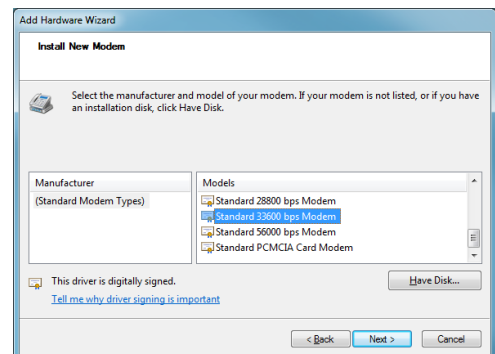 Add Hardware Wizard
Install New Modem
Select the manufacturer and model of your modem. If your modem is not listed, or if you have
an installation disk, click Have Disk.
Manufacturer
(Standard Modem Types)
Models
Standard 28800 bps Modem
Standard 33600 bps Modem
Standard 56000 bps Modem
Standard PCMCIA Card Modem
This driver is digitally signed.
Tell me why driver signing is important
Have Disk...
< Back
Next >
Cancel